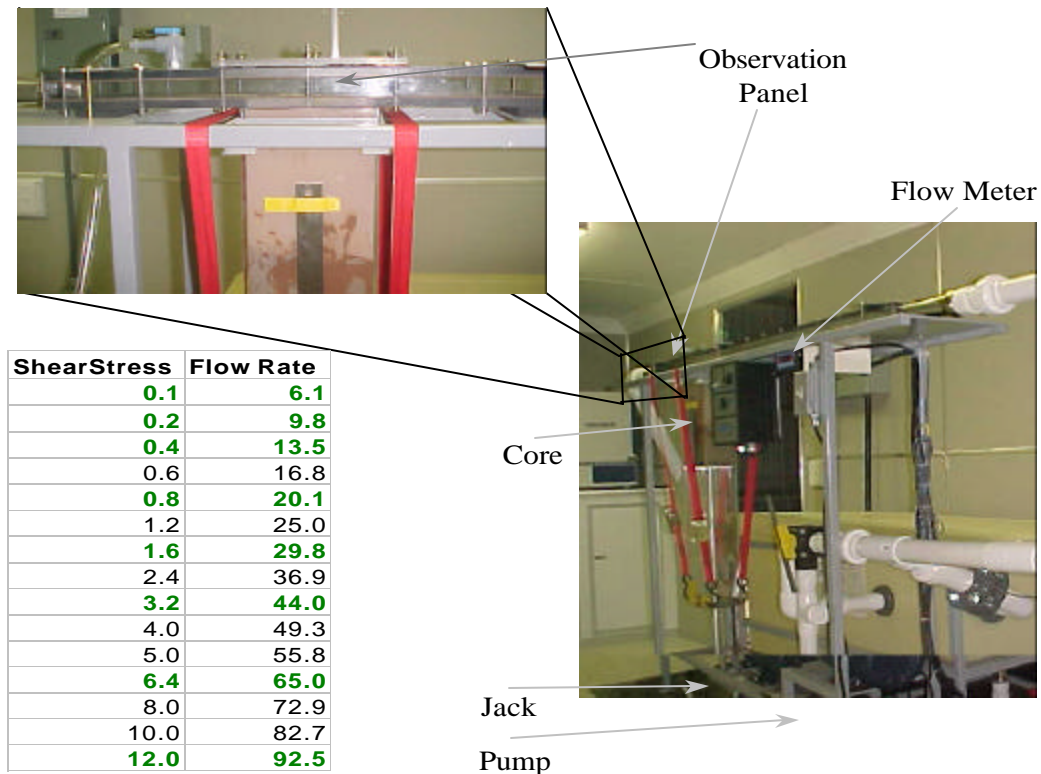 Observation
Panel
Flow Meter
ShearStress Flow Rate
0.1 6.1
0.2 9.8
0.4 13.5
0.6 16.8
0.8 20.1
1.2 25.0
1.6 29.8
2.4 36.9
3.2 44.0
4.0 49.3
5.0 55.8
6.4 65.0
8.0 72.9
10.0 82.7
12.0 92.5
Core
Jack
Pump